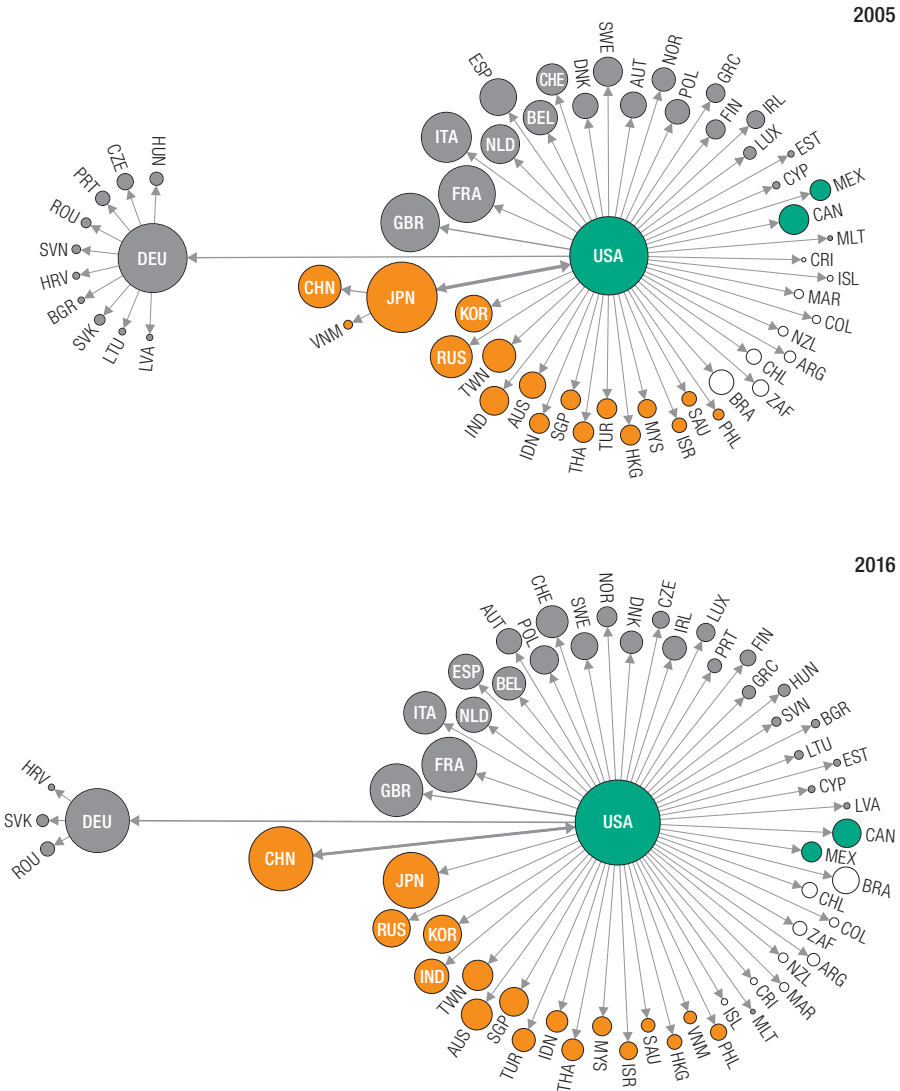 2005
SWE
NOR
ESP
CHE
DNK
AUT
POL
GRC
BEL
FIN
IRL
ITA
NLD
LUX
EST
HUN
CZE
PRT
FRA
CYP
MEX
ROU
GBR
CAN
SVN
DEU
USA
MLT
HRV
CHN
JPN
CRI
ISL
BGR
KOR
MAR
SVK
VNM
COL
LTU
LVA
RUS
TWN
NZL
ARG
CHL
IND
AUS
BRA
ZAF
IDN
SGP
THA
TUR
HKG
MYS
ISR
SAU
PHL
2016
CHE
NOR
AUT
POL
SWE
DNK
CZE
IRL
LUX
ESP
BEL
PRT
FIN
GRC
HUN
ITA
NLD
SVN
BGR
FRA
LTU
EST
HRV
GBR
CYP
SVK
DEU
USA
LVA
ROU
CHN
CAN
MEX
JPN
BRA
CHL
RUS
KOR
COL
ZAF
IND
ARG
TWN
NZL
MAR
AUS
SGP
CRI
ISL
MLT
TUR
IDN
THA
MYS
ISR
SAU
HKG
VNM
PHL